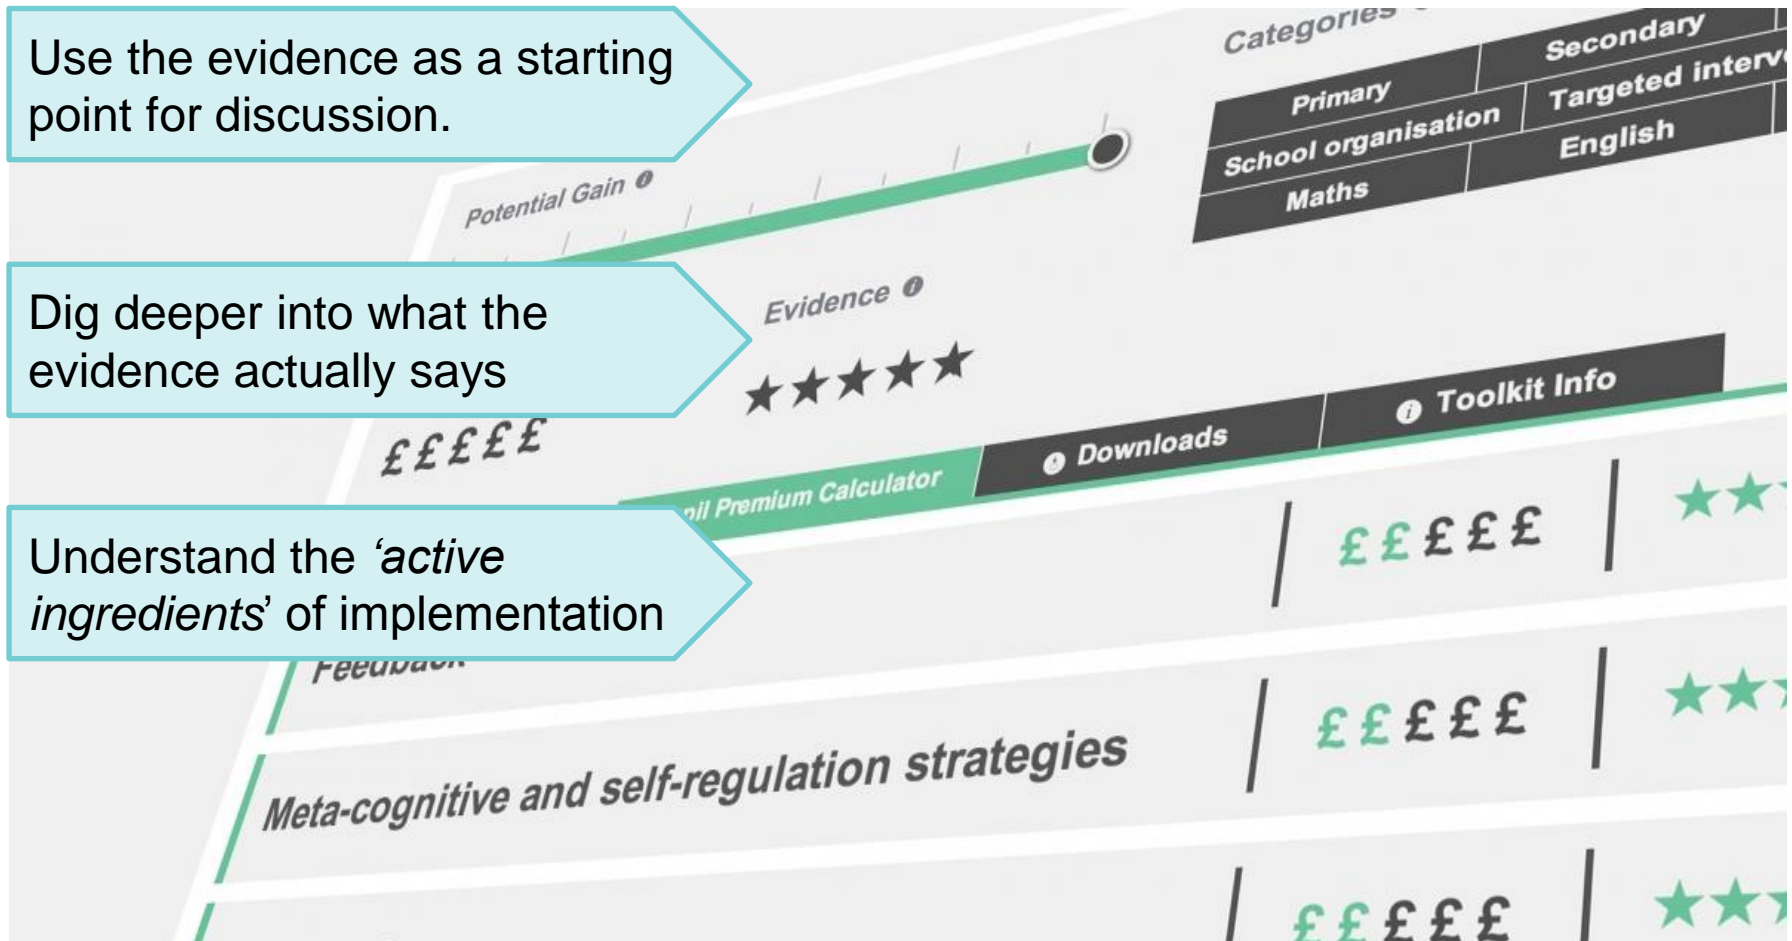 Use the evidence as a starting
point for discussion.
Dig deeper into what the
evidence actually says
Understand the ‘active
ingredients’ of implementation
Categories
Primary
Secondary
School organisation
Targeted
Maths
English
Potential Gain
Evidence
★★★★★
£££££
Premium Calculator
Downloads
Toolkit Info
Feedback
£££££
Meta-cognitive and self-regulation strategies
£££££
£££££